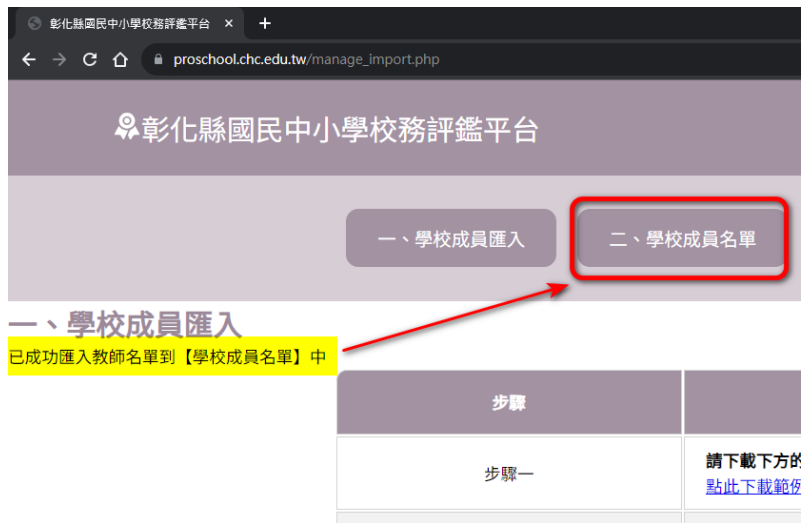 彰化縣國民中小學校務評鑑平台
proschool.chc.edu.tw/manage_import.php
彰化縣國民中小學校務評鑑平台
一、學校成員匯入
二、學校成員名單
一、學校成員匯入
已成功匯入教師名單到【學校成員名單】中
步驟
步驟一
請下載下方的
點此下載範例